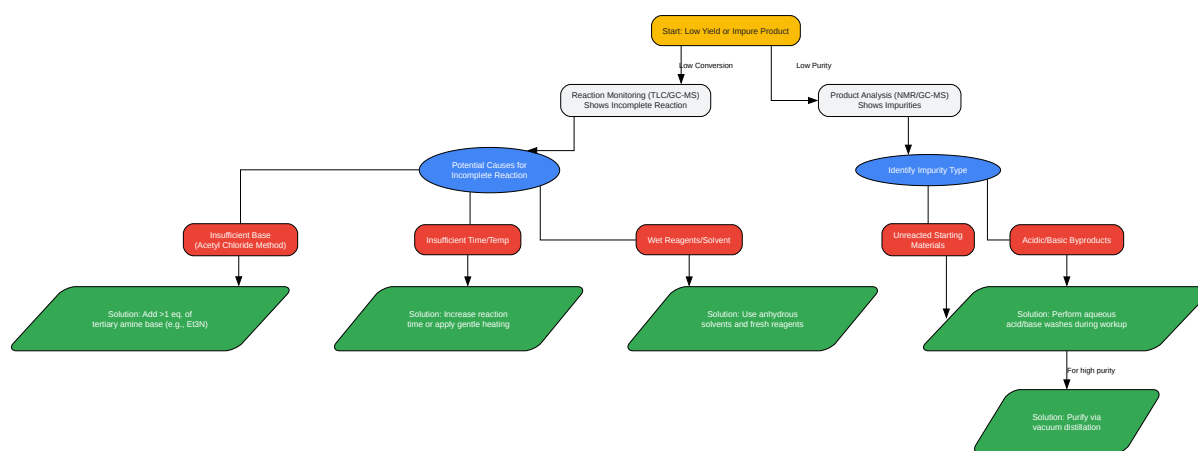 Start: Low Yield or Impure Product
Low Conversion
Low Purity
Reaction Monitoring (TLC/GC-MS)
Shows Incomplete Reaction
Product Analysis (NMR/GC-MS)
Shows Impurities
Potential Causes for
Incomplete Reaction
Identify Impurity Type
Insufficient Base
(Acetyl Chloride Method)
Insufficient Time/Temp
Wet Reagents/Solvent
Unreacted Starting
Materials
Acidic/Basic Byproducts
Solution: Add >1 eq. of
tertiary amine base (e.g., Et3N)
Solution: Increase reaction
time or apply gentle heating
Solution: Use anhydrous
solvents and fresh reagents
Solution: Perform aqueous
acid/base washes during workup
For high purity
Solution: Purify via
vacuum distillation